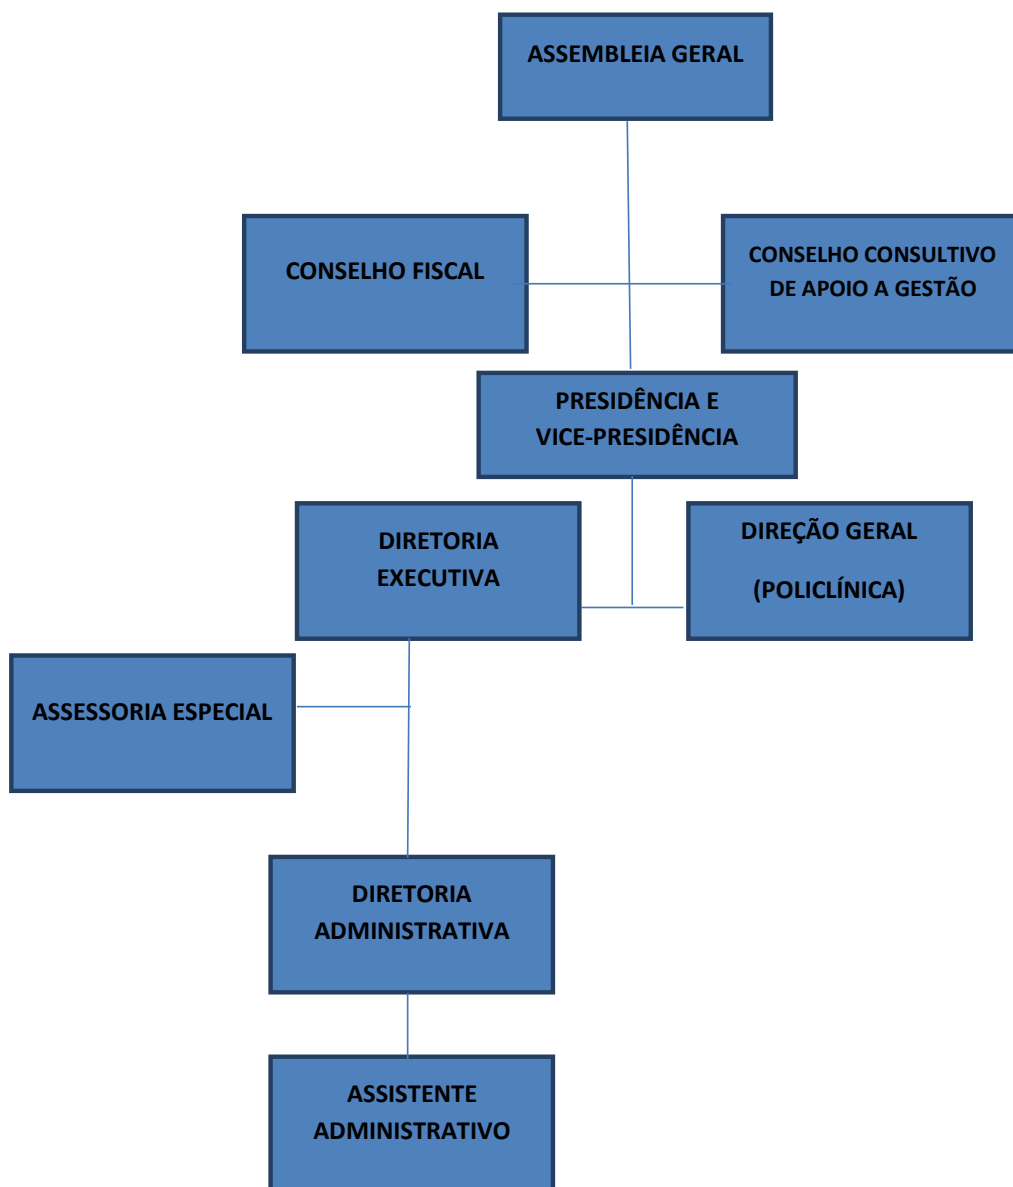 ASSEMBLEIA GERAL
CONSELHO FISCAL
CONSELHO CONSULTIVO
DE APOIO A GESTÃO
PRESIDÊNCIA E
VICE-PRESIDÊNCIA
DIRETORIA
EXECUTIVA
DIREÇÃO GERAL
(POLICLÍNICA)
ASSESSORIA ESPECIAL
DIRETORIA
ADMINISTRATIVA
ASSISTENTE
ADMINISTRATIVO